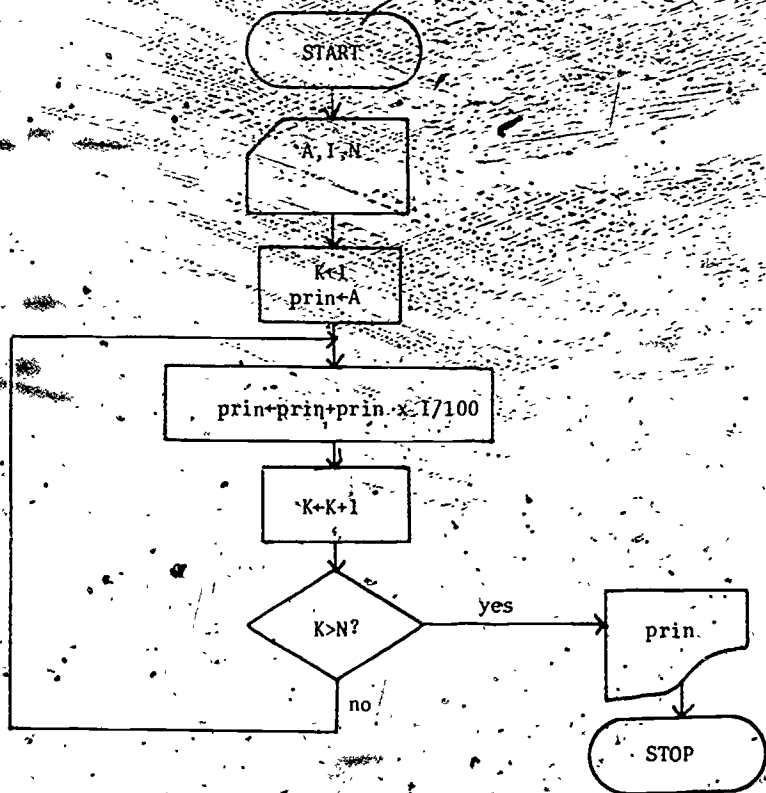 START
A,I,N
K←1
prin←A
prin←prin+prin x I/100
K←K+1
K>N?
yes
no
prin
STOP